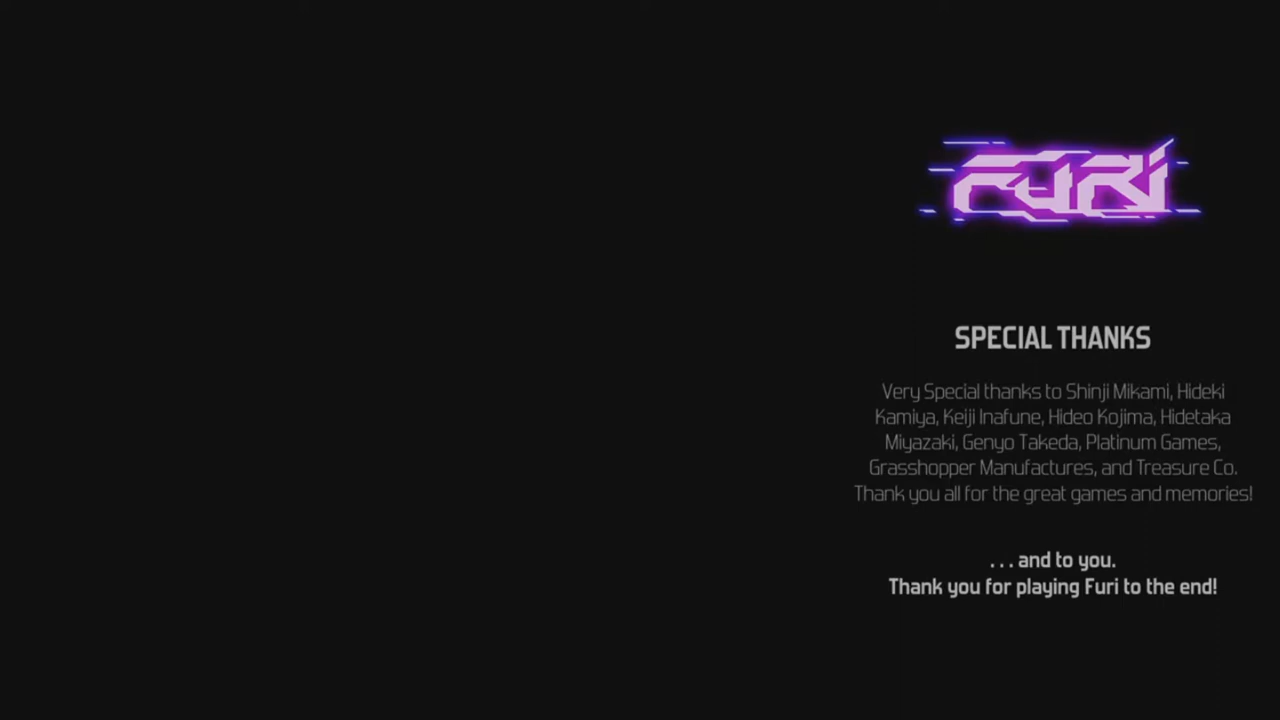 FURI
SPECIAL THANKS
Very Special thanks to Shinji Mikami, Hideki
Kamiya, Keiji Inafune, Hideo Kojima, Hidetaka
Miyazaki, Genyo Takeda, Platinum Games,
Grasshopper Manufactures, and Treasure Co.
Thank you all for the great games and memories!
. . . and to you.
Thank you for playing Furi to the end!